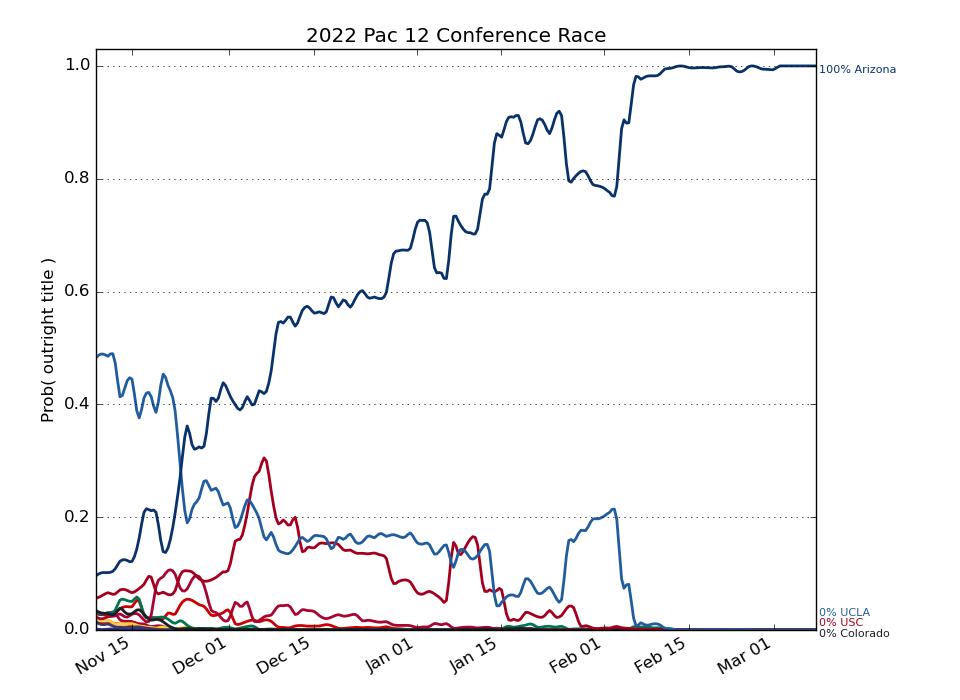 2022 Pac 12 Conference Race
Prob( outright title )
1.0
0.8
0.6
0.4
0.2
0.0
100% Arizona
0% UCLA
0% USC
0% Colorado
Nov 15
Dec 01
Dec 15
Jan 01
Jan 15
Feb 01
Feb 15
Mar 01